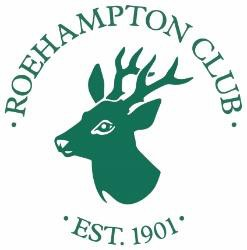 · ROEHAMPTON CLUB ·
· EST. 1901 ·